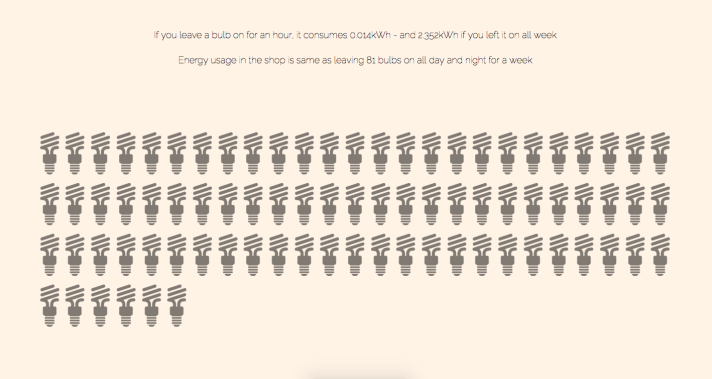 If you leave a bulb on for an hour, it consumes 0.014kWh - and 2.352kWh if you left it on all week
Energy usage in the shop is same as leaving 81 bulbs on all day and night for a week